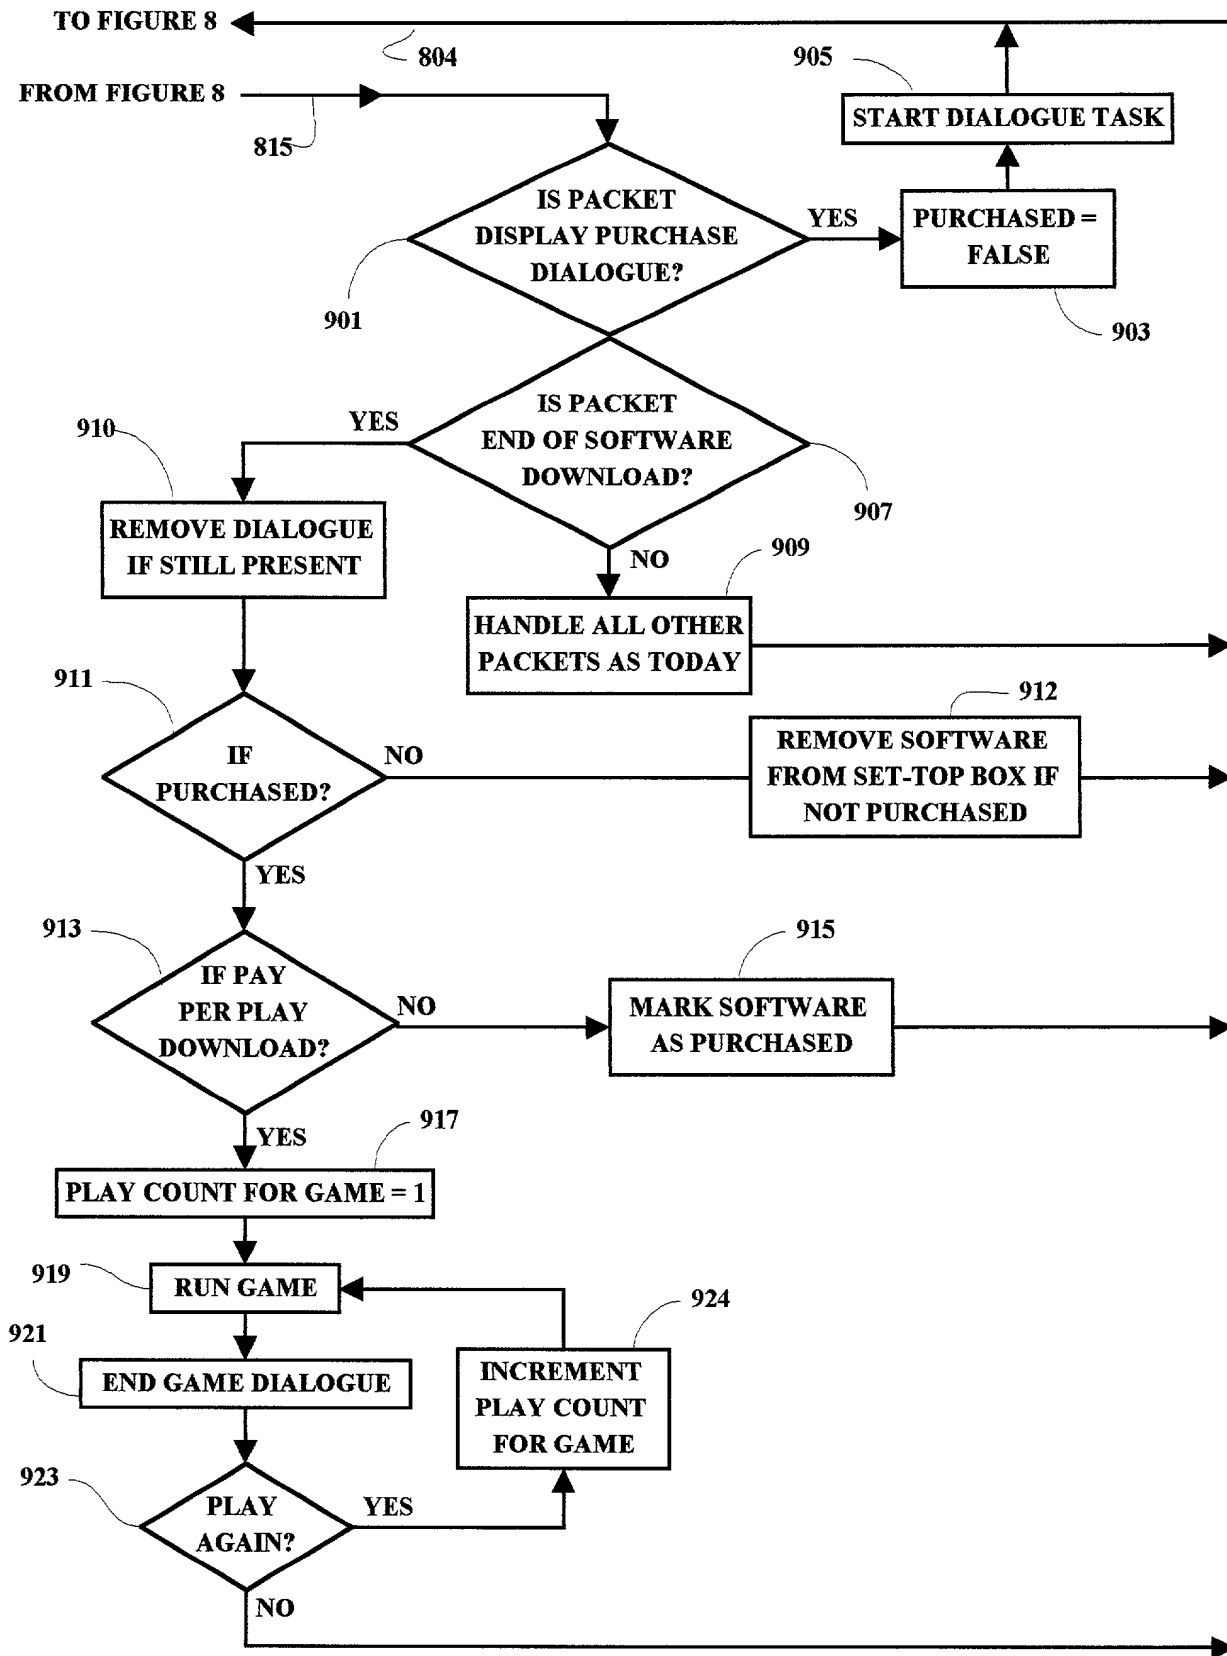 TO FIGURE 8
804
905
FROM FIGURE 8
815
START DIALOGUE TASK
IS PACKET
DISPLAY PURCHASE
DIALOGUE?
YES
PURCHASED =
FALSE
901
903
IS PACKET
END OF SOFTWARE
DOWNLOAD?
YES
910
907
NO
909
REMOVE DIALOGUE
IF STILL PRESENT
HANDLE ALL OTHER
PACKETS AS TODAY
911
912
IF
PURCHASED?
NO
REMOVE SOFTWARE
FROM SET-TOP BOX IF
NOT PURCHASED
YES
913
915
IF PAY
PER PLAY
DOWNLOAD?
NO
MARK SOFTWARE
AS PURCHASED
YES
917
PLAY COUNT FOR GAME = 1
919
RUN GAME
924
921
END GAME DIALOGUE
INCREMENT
PLAY COUNT
FOR GAME
923
PLAY
AGAIN?
YES
NO